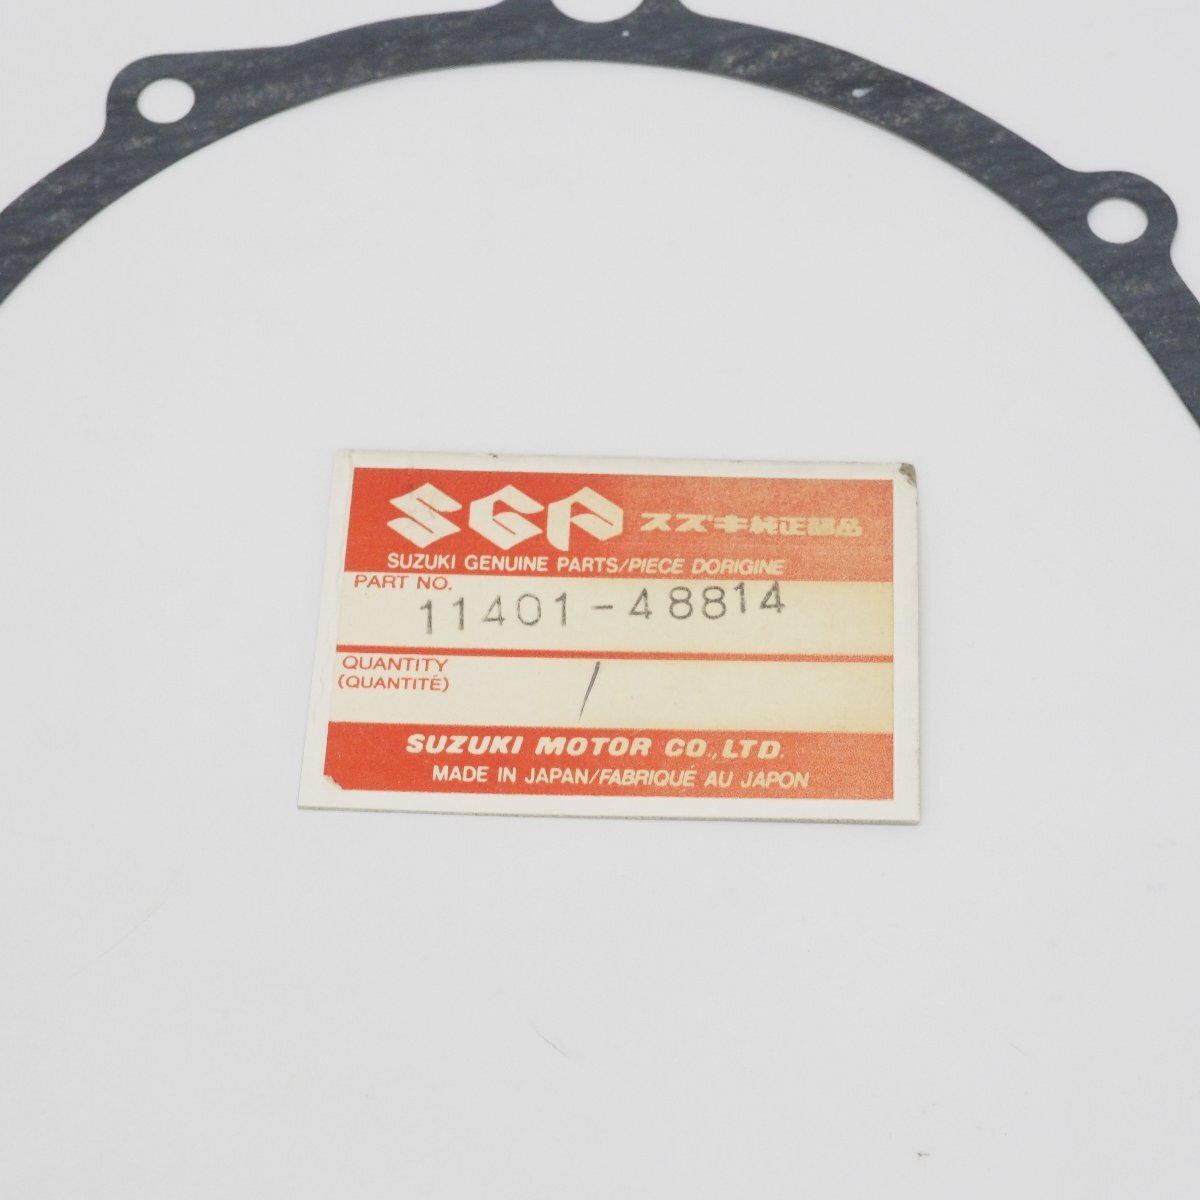 SGP スズキ純正部品
SUZUKI GENUINE PARTS/PIECE DORIGINE
PART NO.
11401-48814
QUANTITY /
(QUANTITÉ)
SUZUKI MOTOR CO.,LTD.
MADE IN JAPAN/FABRIQUÉ AU JAPON